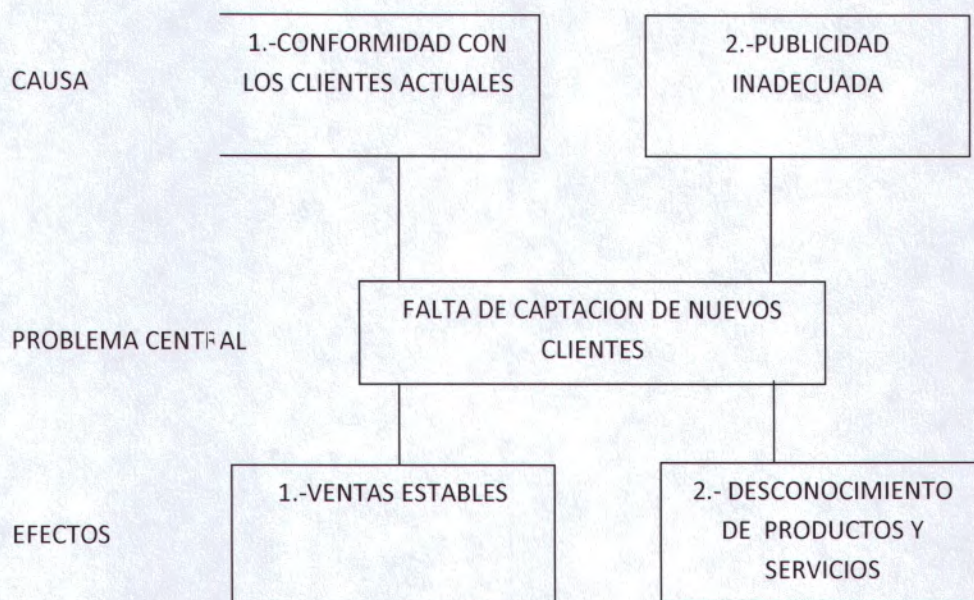 1.-CONFORMIDAD CON
LOS CLIENTES ACTUALES
2.-PUBLICIDAD
INADECUADA
CAUSA
FALTA DE CAPTACION DE NUEVOS
CLIENTES
PROBLEMA CENTRAL
1.-VENTAS ESTABLES
2.- DESCONOCIMIENTO
DE PRODUCTOS Y
SERVICIOS
EFECTOS